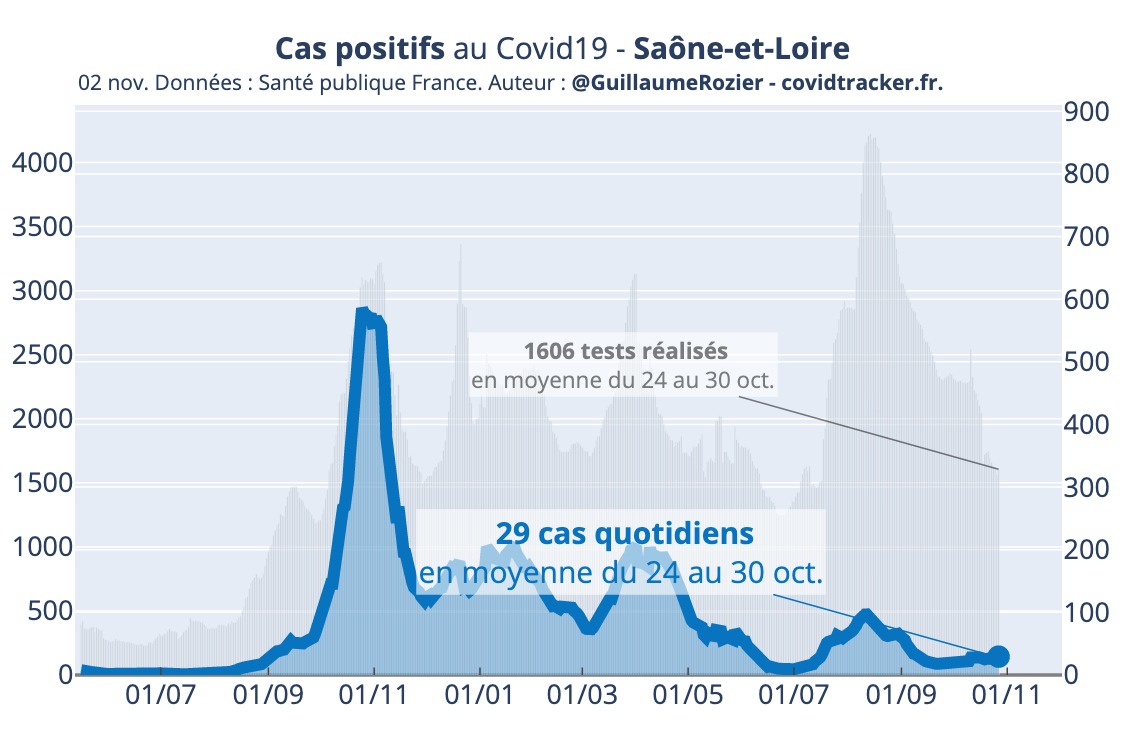 Cas positifs au Covid19 - Saône-et-Loire
02 nov. Données : Santé publique France. Auteur : @GuillaumeRozier - covidtracker.fr.
900
4000
800
3500
700
3000
600
2500
500
1606 tests réalisés
en moyenne du 24 au 30 oct.
2000
400
1500
300
29 cas quotidiens
1000
200
en moyenne du 24 au 30 oct.
500
100
0
0
01/07 01/09 01/11 01/01 01/03 01/05 01/07 01/09 01/11